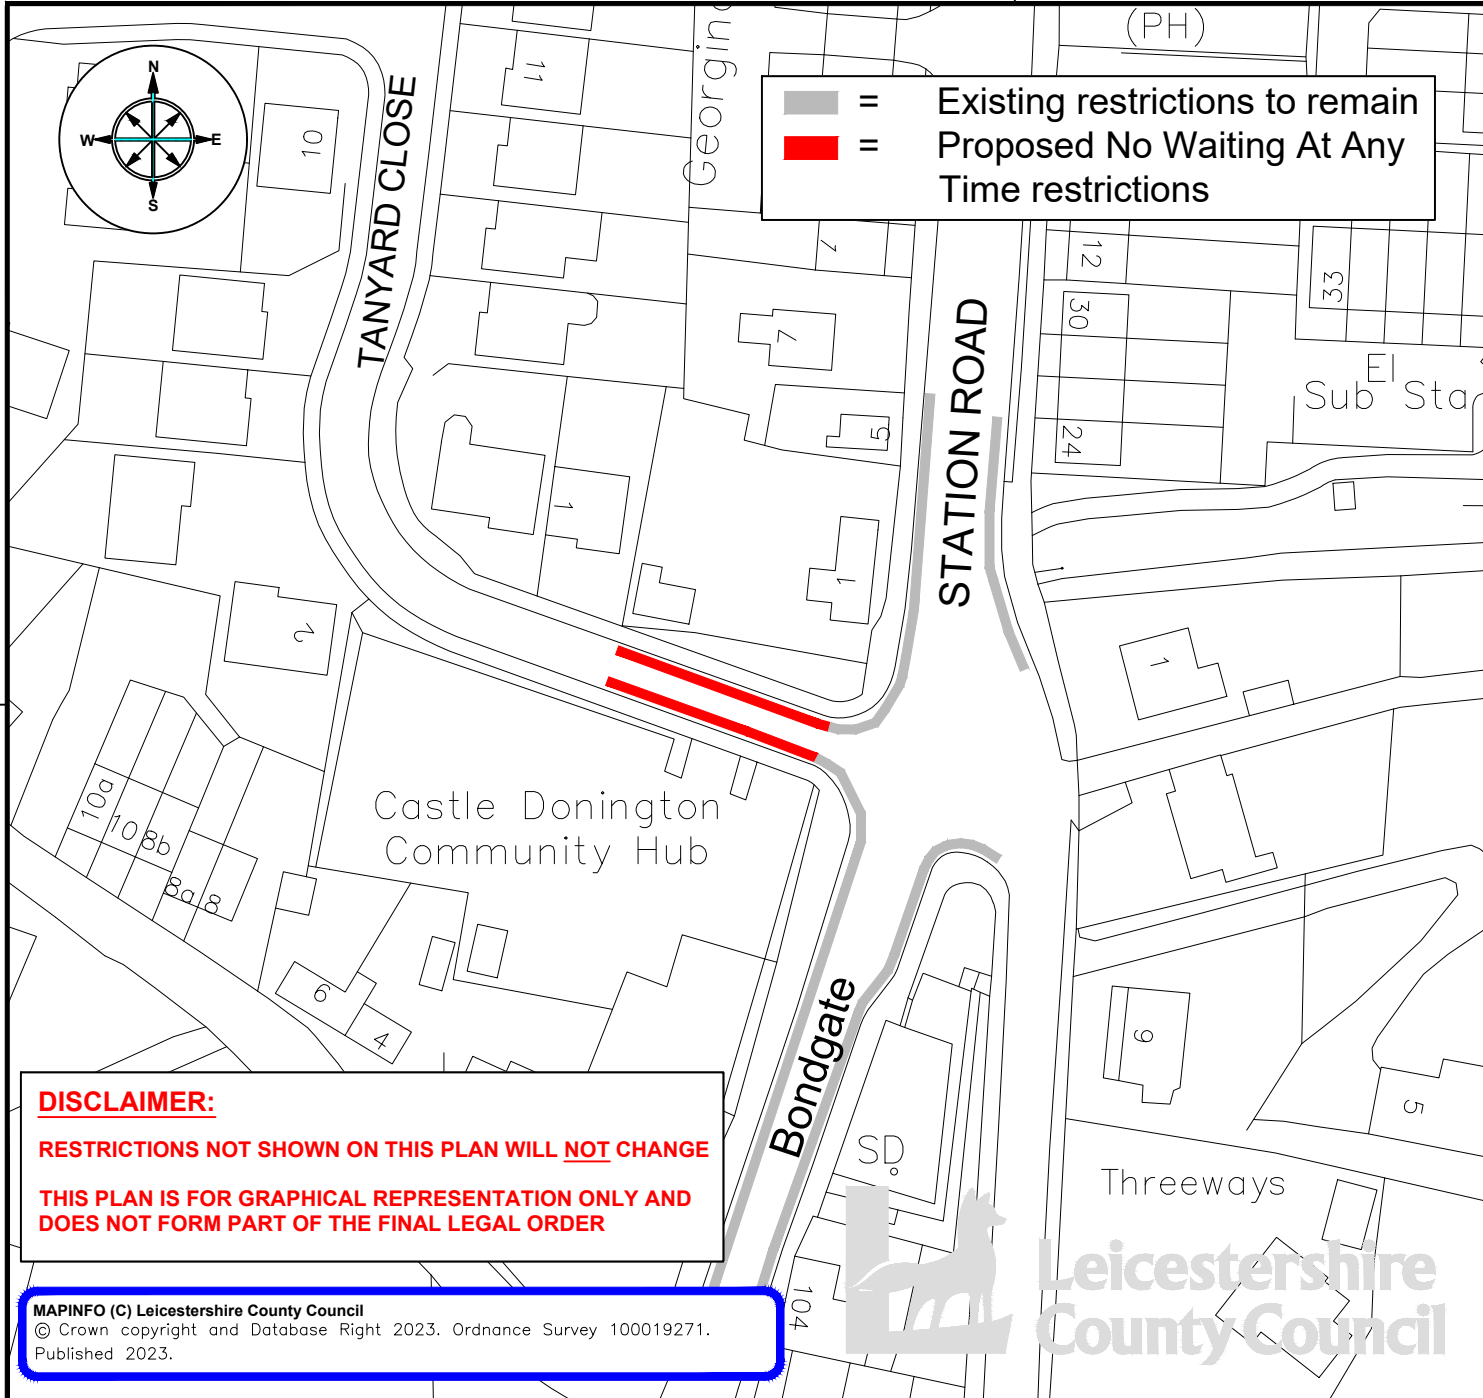 (PH)
Georgin
N
W
E
S
= Existing restrictions to remain
= Proposed No Waiting At Any
Time restrictions
11
10
TANYARD CLOSE
7
12
33
30
7
STATION ROAD
El
Sub Sta
5
24
1
1
2
1
Castle Donington
Community Hub
10a
10
8b
8a
8
6
4
Bondgate
9
5
SD
Threeways
DISCLAIMER:
RESTRICTIONS NOT SHOWN ON THIS PLAN WILL NOT CHANGE
THIS PLAN IS FOR GRAPHICAL REPRESENTATION ONLY AND
DOES NOT FORM PART OF THE FINAL LEGAL ORDER
104
Leicestershire
County Council
MAPINFO (C) Leicestershire County Council
© Crown copyright and Database Right 2023. Ordnance Survey 100019271.
Published 2023.